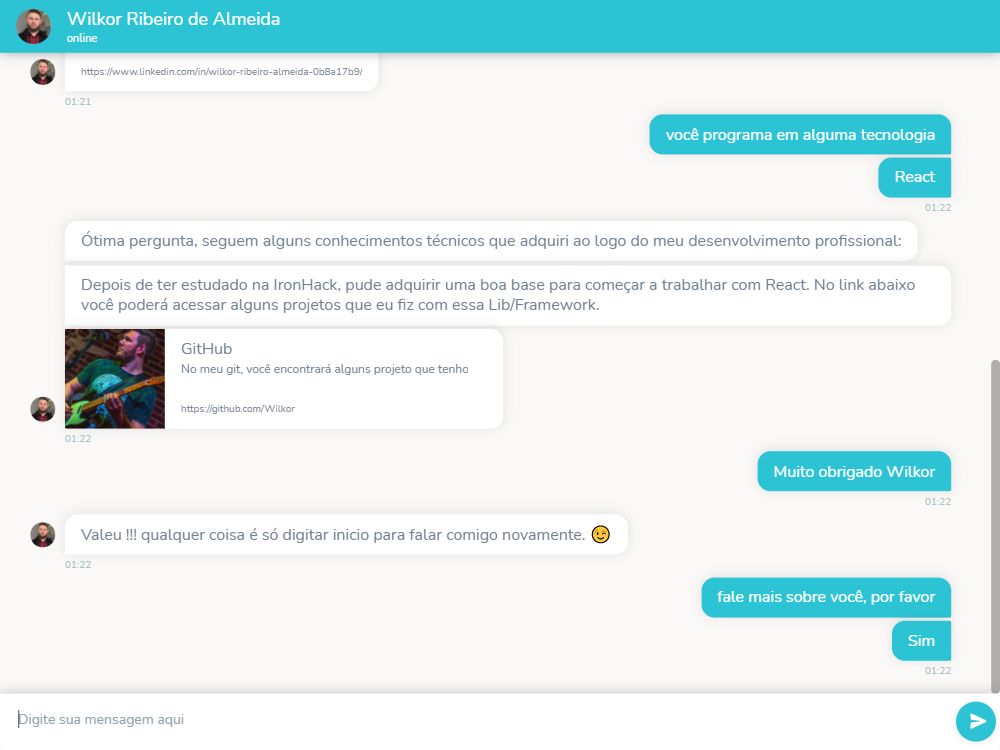 Wilkor Ribeiro de Almeida
online
https://www.linkedin.com/in/wilkor-ribeiro-almeida-0b8a17b9/
01:21
você programa em alguma tecnologia
React
01:22
Ótima pergunta, seguem alguns conhecimentos técnicos que adquiri ao logo do meu desenvolvimento profissional:
Depois de ter estudado na IronHack, pude adquirir uma boa base para começar a trabalhar com React. No link abaixo
você poderá acessar alguns projetos que eu fiz com essa Lib/Framework.
GitHub
No meu git, você encontrará alguns projeto que tenho
https://github.com/Wilkor
01:22
Muito obrigado Wilkor
01:22
Valeu !!! qualquer coisa é só digitar inicio para falar comigo novamente. 😉
01:22
fale mais sobre você, por favor
Sim
01:22
Digite sua mensagem aqui